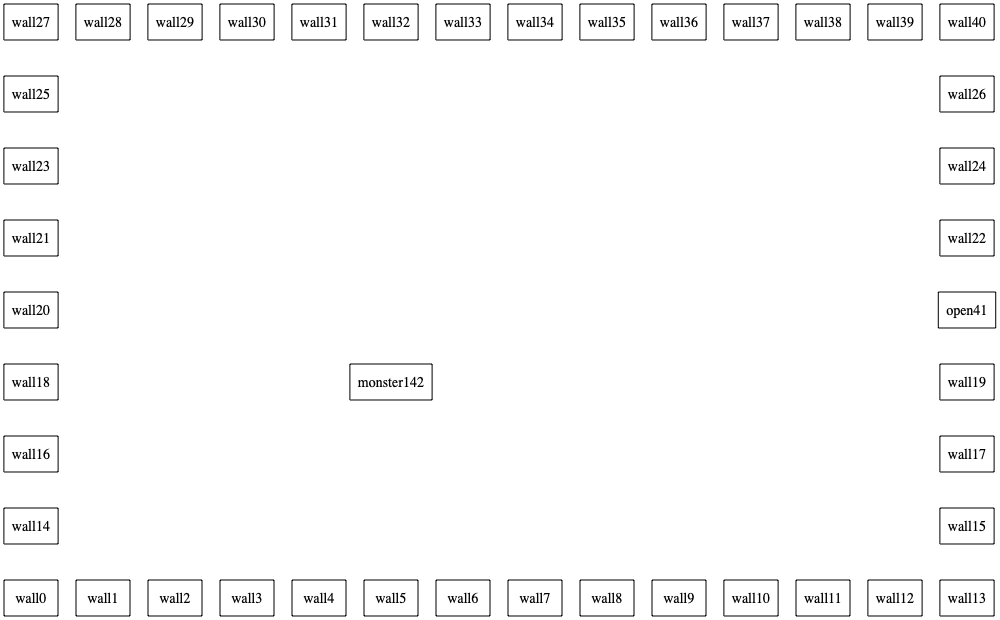 wall27 wall28 wall29 wall30 wall31 wall32 wall33 wall34 wall35 wall36 wall37 wall38 wall39 wall40
wall25 wall26
wall23 wall24
wall21 wall22
wall20 open41
wall18 monster142 wall19
wall16 wall17
wall14 wall15
wall0 wall1 wall2 wall3 wall4 wall5 wall6 wall7 wall8 wall9 wall10 wall11 wall12 wall13